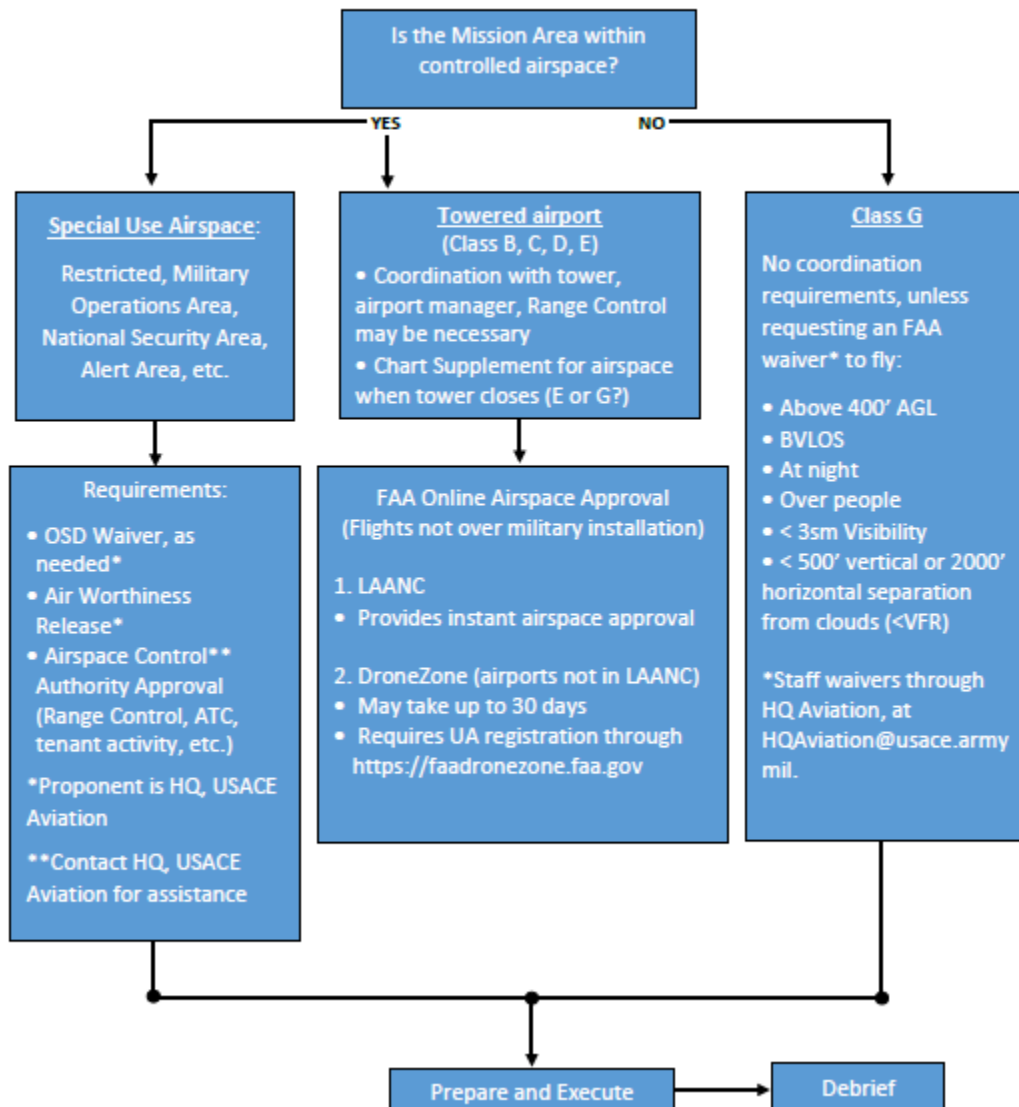 Is the Mission Area within
controlled airspace?
YES
NO
Special Use Airspace:
Restricted, Military
Operations Area,
National Security Area,
Alert Area, etc.
Towered airport
(Class B, C, D, E)
• Coordination with tower,
airport manager, Range Control
may be necessary
• Chart Supplement for airspace
when tower closes (E or G?)
Class G
No coordination
requirements, unless
requesting an FAA
waiver* to fly:
• Above 400’ AGL
• BVLOS
• At night
• Over people
• < 3sm Visibility
• < 500’ vertical or 2000’
horizontal separation
from clouds (<VFR)
*Staff waivers through
HQ Aviation, at
HQAviation@usace.army
mil.
Requirements:
• OSD Waiver, as
needed*
• Air Worthiness
Release*
• Airspace Control**
Authority Approval
(Range Control, ATC,
tenant activity, etc.)
*Proponent is HQ, USACE
Aviation
**Contact HQ, USACE
Aviation for assistance
FAA Online Airspace Approval
(Flights not over military installation)
1. LAANC
• Provides instant airspace approval
2. DroneZone (airports not in LAANC)
• May take up to 30 days
• Requires UA registration through
https://faadronezone.faa.gov
Prepare and Execute
Debrief